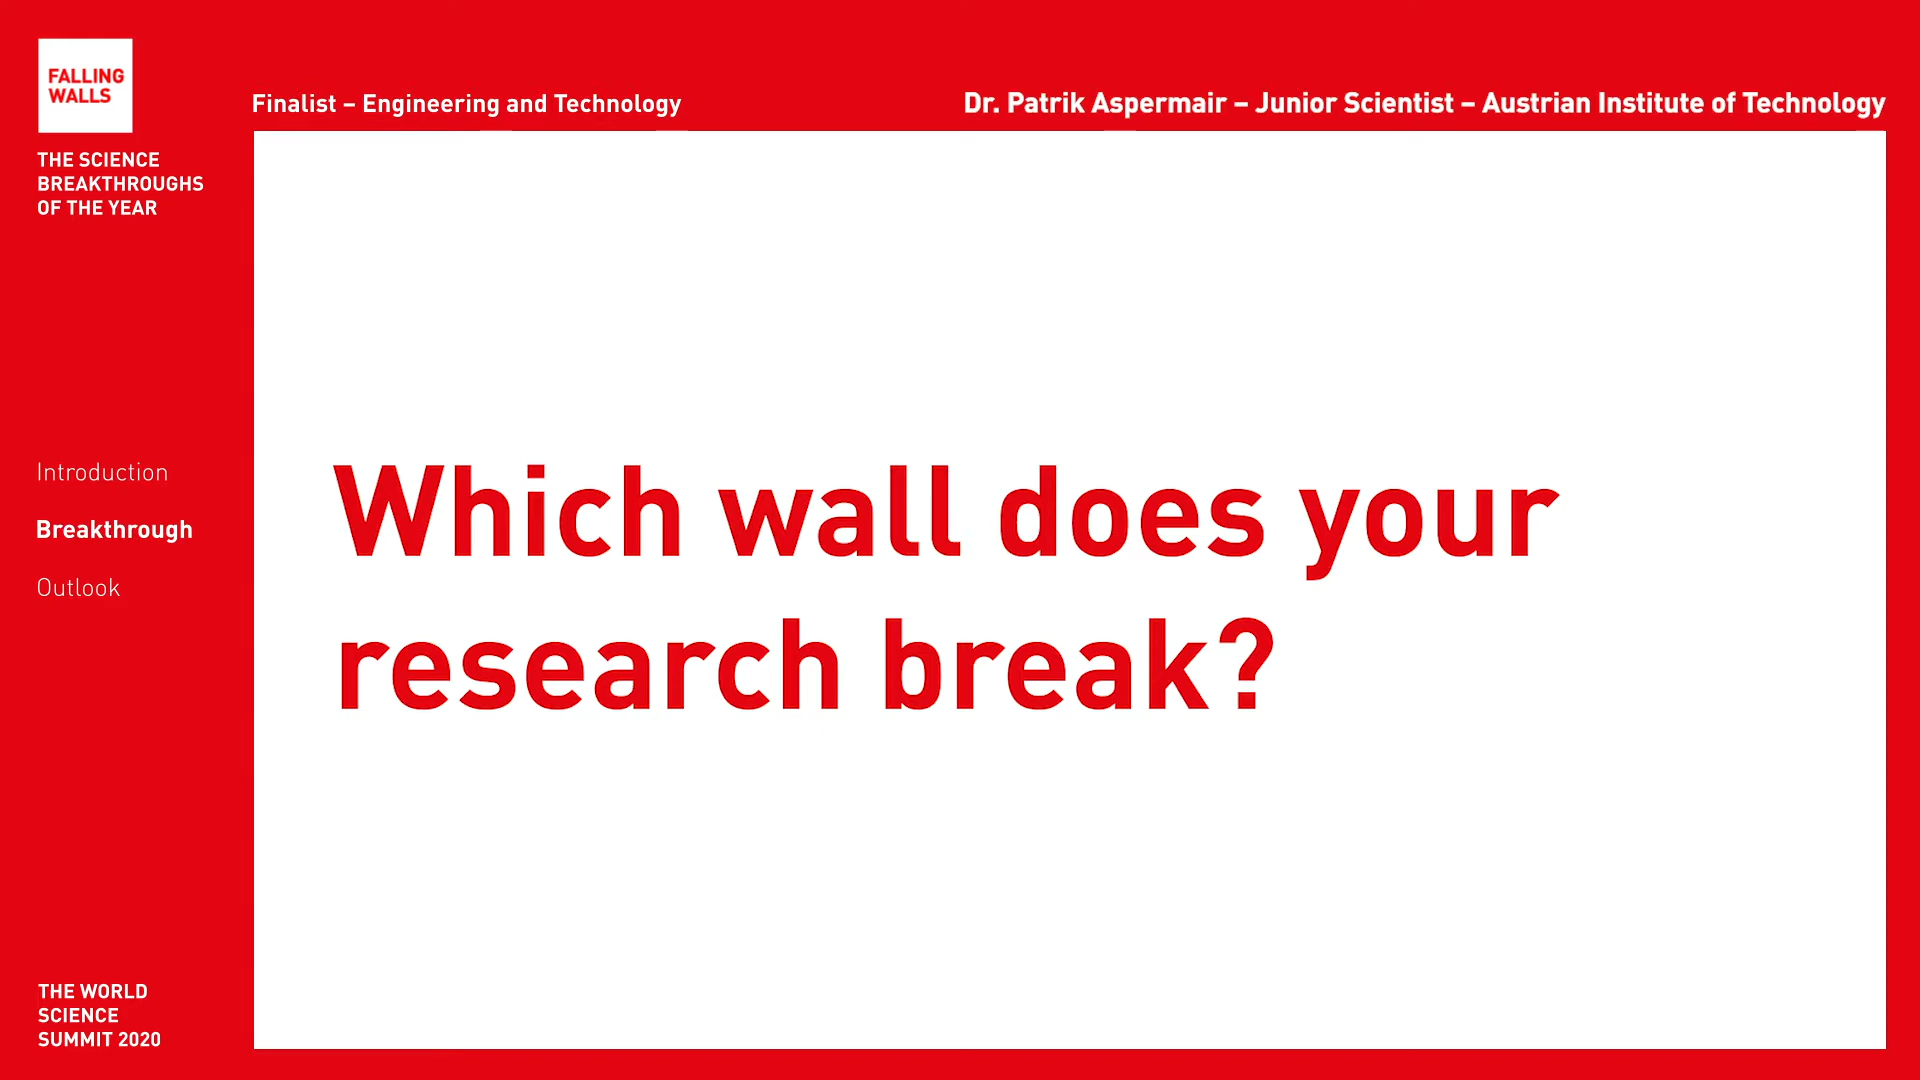 FALLING
WALLS
THE SCIENCE
BREAKTHROUGHS
OF THE YEAR
Finalist – Engineering and Technology
Dr. Patrik Aspermair – Junior Scientist – Austrian Institute of Technology
Introduction
Breakthrough
Outlook
Which wall does your
research break?
THE WORLD
SCIENCE
SUMMIT 2020